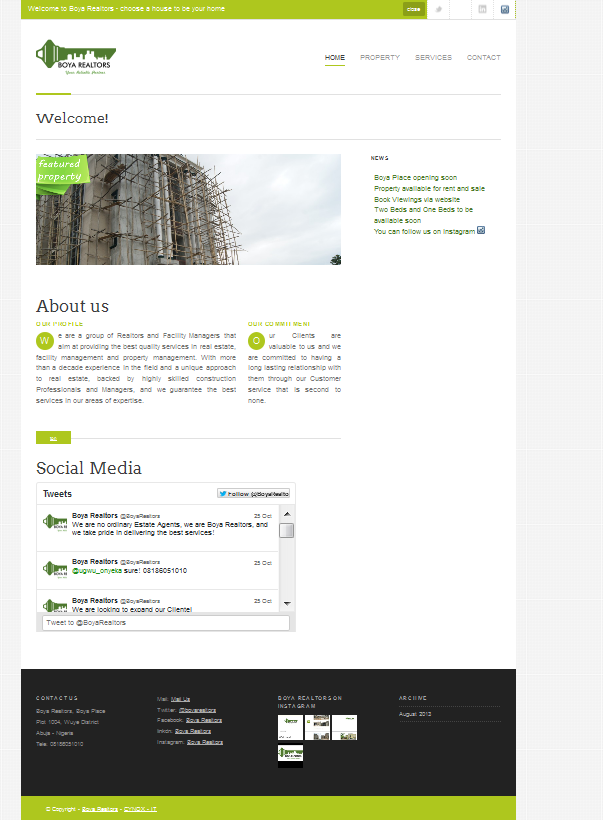 Welcome to Boya Realtors - choose a house to be your home
close
BOYA REALTORS
Your Reliable Partner
HOME
PROPERTY
SERVICES
CONTACT
Welcome!
featured
property
NEWS
Boya Place opening soon
Property available for rent and sale
Book Viewings via website
Two Beds and One Beds to be
available soon
You can follow us on Instagram
About us
OUR PROFILE
We are a group of Realtors and Facility Managers that
aim at providing the best quality services in real estate,
facility management and property management. With more
than a decade experience in the field and a unique approach
to real estate, backed by highly skilled construction
Professionals and Managers, and we guarantee the best
services in our areas of expertise.
OUR COMMITMENT
Our Clients are
valuable to us and we
are committed to having a
long lasting relationship with
them through our Customer
service that is second to
none.
Social Media
Tweets
Follow @BoyaRealto
Boya Realtors @BoyaRealtors
25 Oct
We are no ordinary Estate Agents, we are Boya Realtors, and
we take pride in delivering the best services!
Boya Realtors @BoyaRealtors
25 Oct
@ugwu_onyeka sure! 08186051010
Boya Realtors @BoyaRealtors
25 Oct
We are looking to expand our Clientel
Tweet to @BoyaRealtors
CONTACT US
Boya Realtors, Boya Place
Plot 1004, Wuye District
Abuja - Nigeria
Tele: 08186051010
Mail: Mail Us
Twitter: @boyarealtors
Facebook: Boya Realtors
linkdn: Boya Realtors
Instagram: Boya Realtors
BOYA REALTORS ON
INSTAGRAM
ARCHIVE
August 2013
© Copyright - Boya Realtors - CYNOX - IT